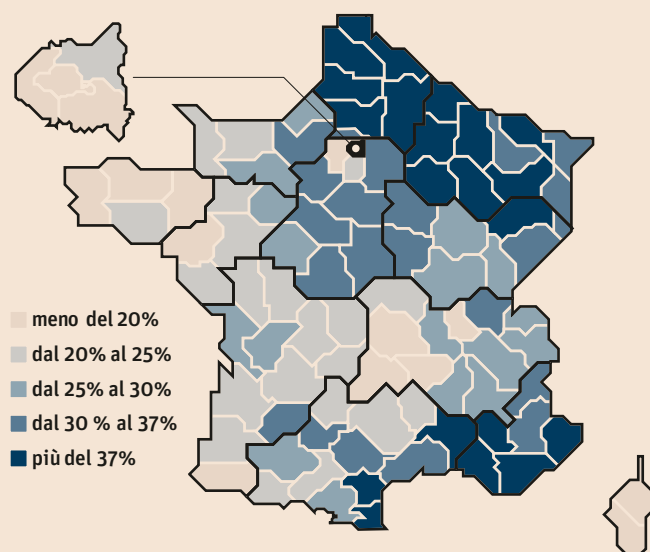 meno del 20%
dal 20% al 25%
dal 25% al 30%
dal 30 % al 37%
più del 37%